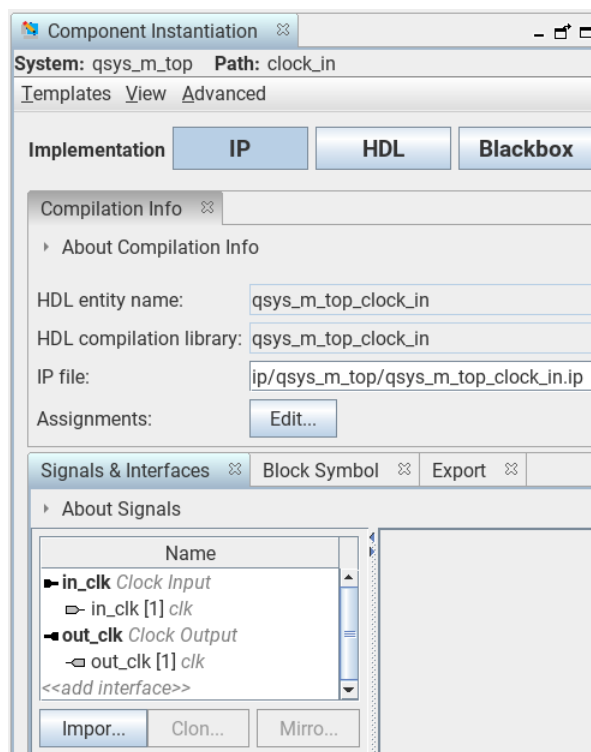 Component Instantiation
System: qsys_m_top Path: clock_in
Templates View Advanced
Implementation IP HDL Blackbox
Compilation Info
About Compilation Info
HDL entity name: qsys_m_top_clock_in
HDL compilation library: qsys_m_top_clock_in
IP file: ip/qsys_m_top/qsys_m_top_clock_in.ip
Assignments: Edit...
Signals & Interfaces Block Symbol Export
About Signals
Name
in_clk Clock Input
in_clk [1] clk
out_clk Clock Output
out_clk [1] clk
<<add interface>>
Impor... Clon... Mirro...